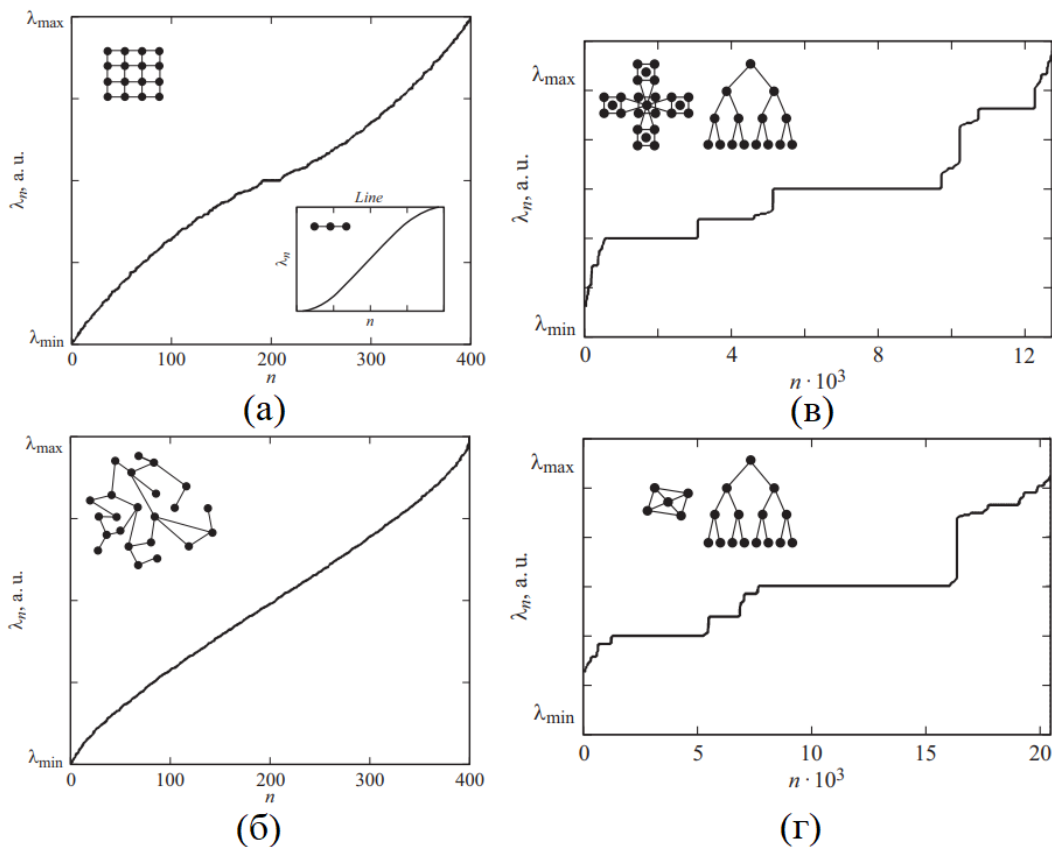 λmax
λn, a. u.
λmin
0
100
200
300
400
n
Line
λn
n
(а)
λmax
λn, a. u.
λmin
0
4
8
12
n · 10³
(в)
λmax
λn, a. u.
λmin
0
100
200
300
400
n
(б)
λmax
λn, a. u.
λmin
0
5
10
15
20
n · 10³
(г)